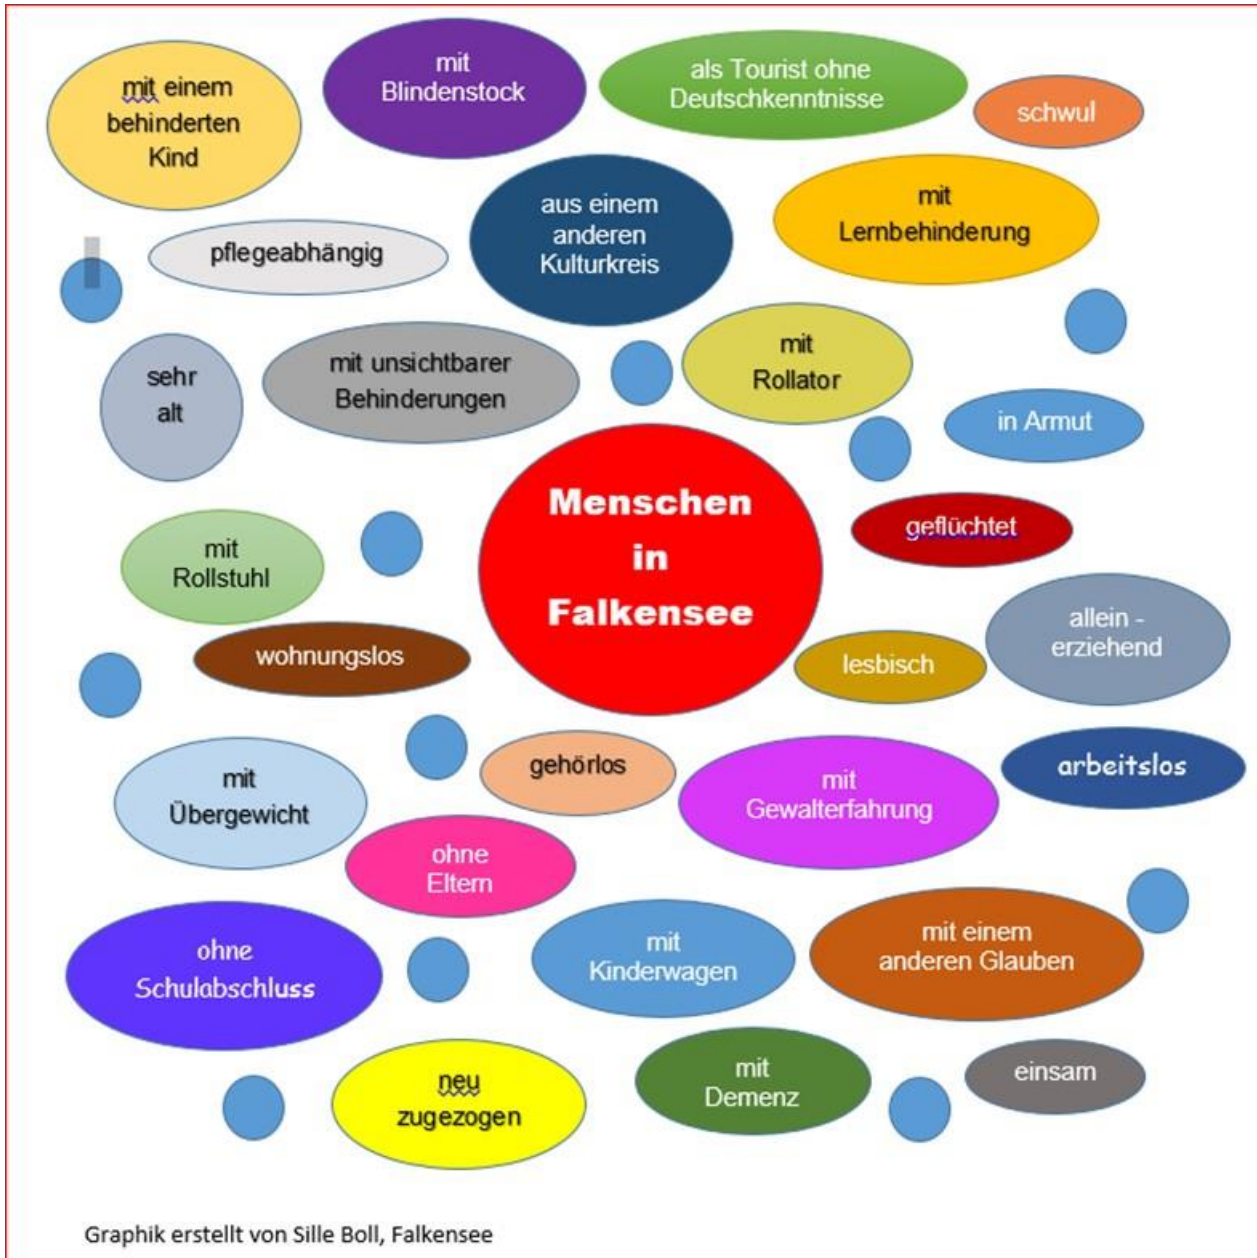 mit einem
behinderten
Kind
mit
Blindenstock
als Tourist ohne
Deutschkenntnisse
schwul
pflegeabhängig
aus einem
anderen
Kulturkreis
mit
Lernbehinderung
sehr
alt
mit unsichtbarer
Behinderungen
mit
Rollator
in Armut
Menschen
in
Falkensee
geflüchtet
mit
Rollstuhl
wohnungslos
lesbisch
allein -
erziehend
mit
Übergewicht
gehörlos
mit
Gewalterfahrung
arbeitslos
ohne
Eltern
ohne
Schulabschluss
mit
Kinderwagen
mit einem
anderen Glauben
neu
zugezogen
mit
Demenz
einsam
Graphik erstellt von Sille Boll, Falkensee